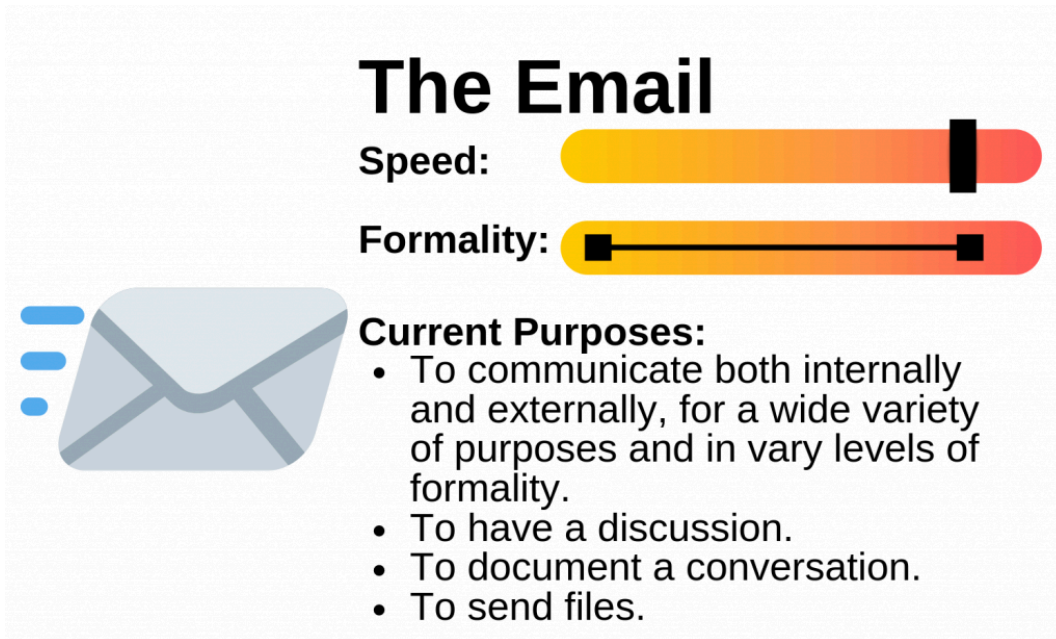 The Email
Speed:
Formality:
Current Purposes:
• To communicate both internally
and externally, for a wide variety
of purposes and in vary levels of
formality.
• To have a discussion.
• To document a conversation.
• To send files.